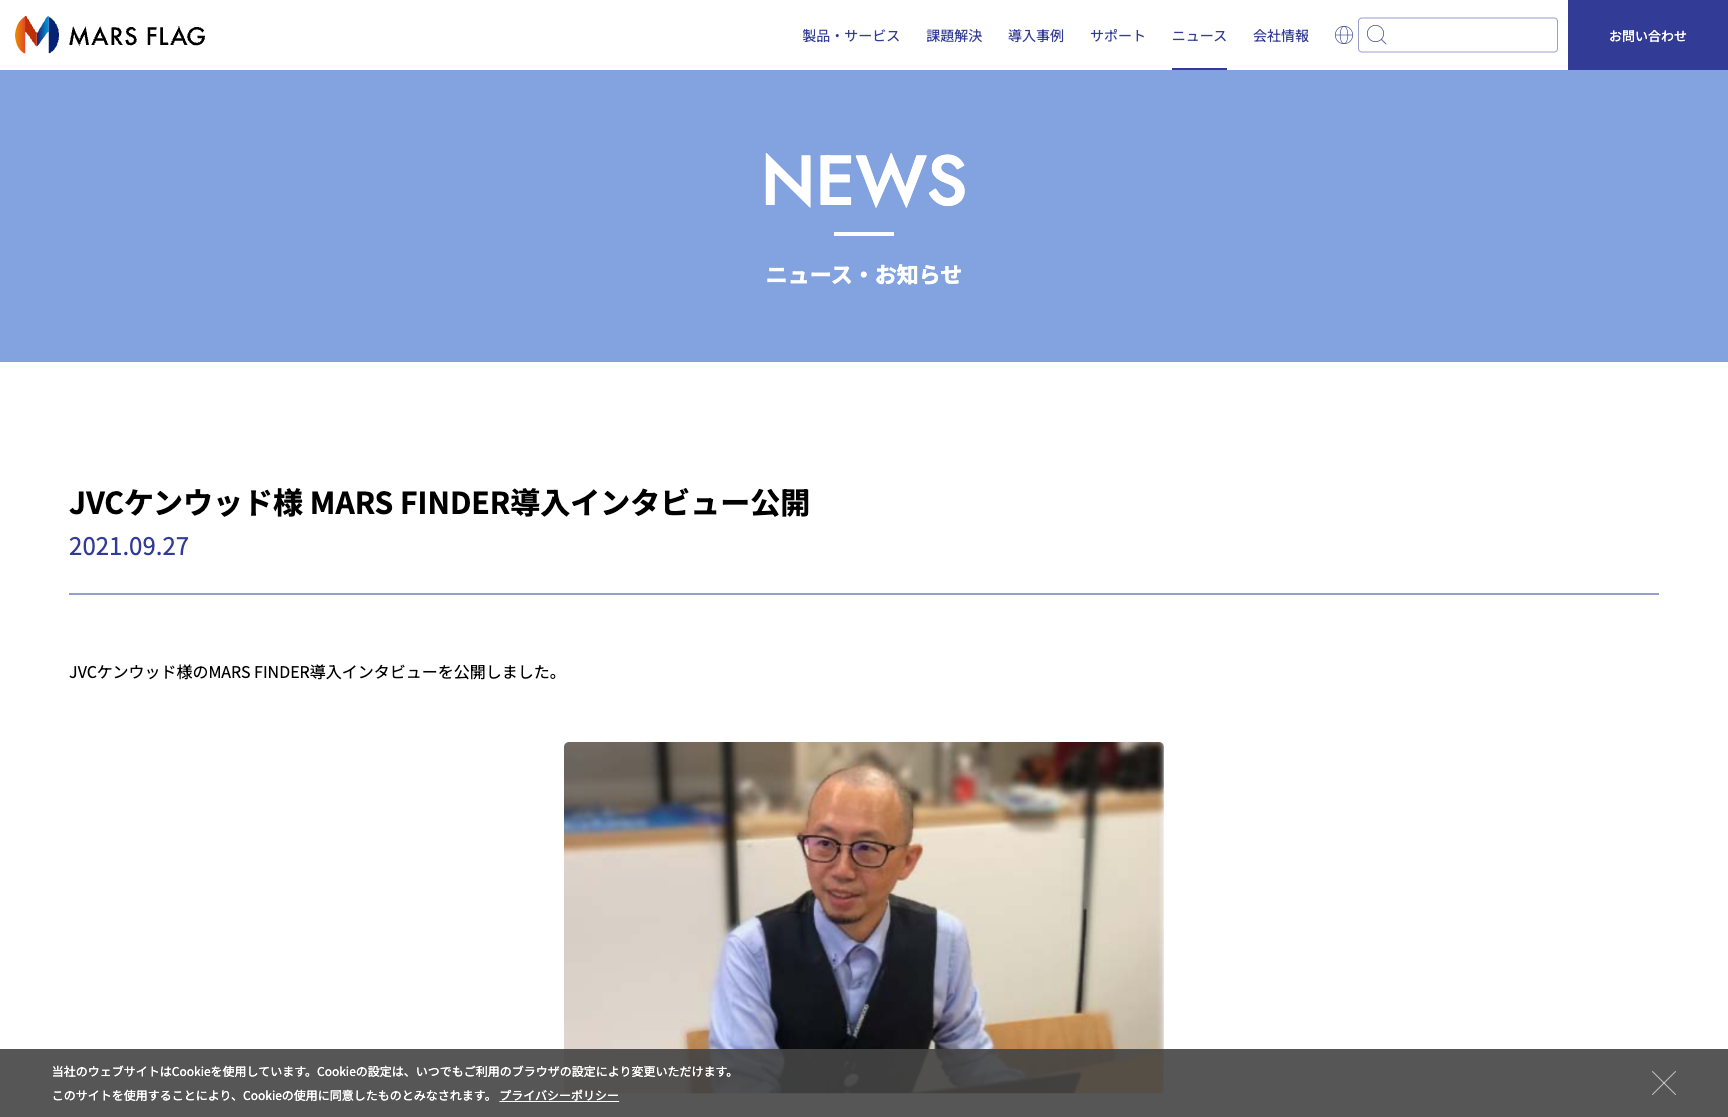 MARS FLAG
製品・サービス 課題解決 導入事例 サポート ニュース 会社情報 お問い合わせ
NEWS
ニュース・お知らせ
JVCケンウッド様 MARS FINDER導入インタビュー公開
2021.09.27
JVCケンウッド様のMARS FINDER導入インタビューを公開しました。
当社のウェブサイトはCookieを使用しています。Cookieの設定は、いつでもご利用のブラウザの設定により変更いただけます。
このサイトを使用することにより、Cookieの使用に同意したものとみなされます。 プライバシーポリシー